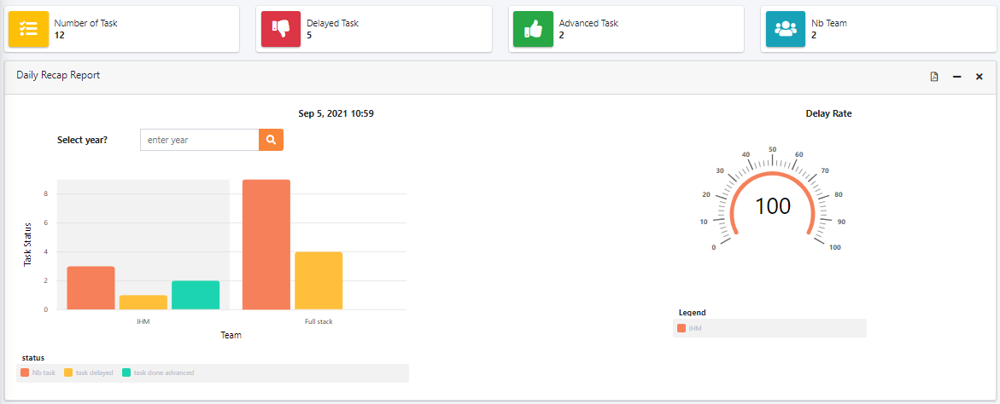 Number of Task
12
Delayed Task
5
Advanced Task
2
Nb Team
2
Daily Recap Report
Sep 5, 2021 10:59
Select year?
enter year
Task Status
8
6
4
2
0
IHM
Full stack
Team
status
Nb task
task delayed
task done advanced
Delay Rate
0
10
20
30
40
50
60
70
80
90
100
100
Legend
IHM